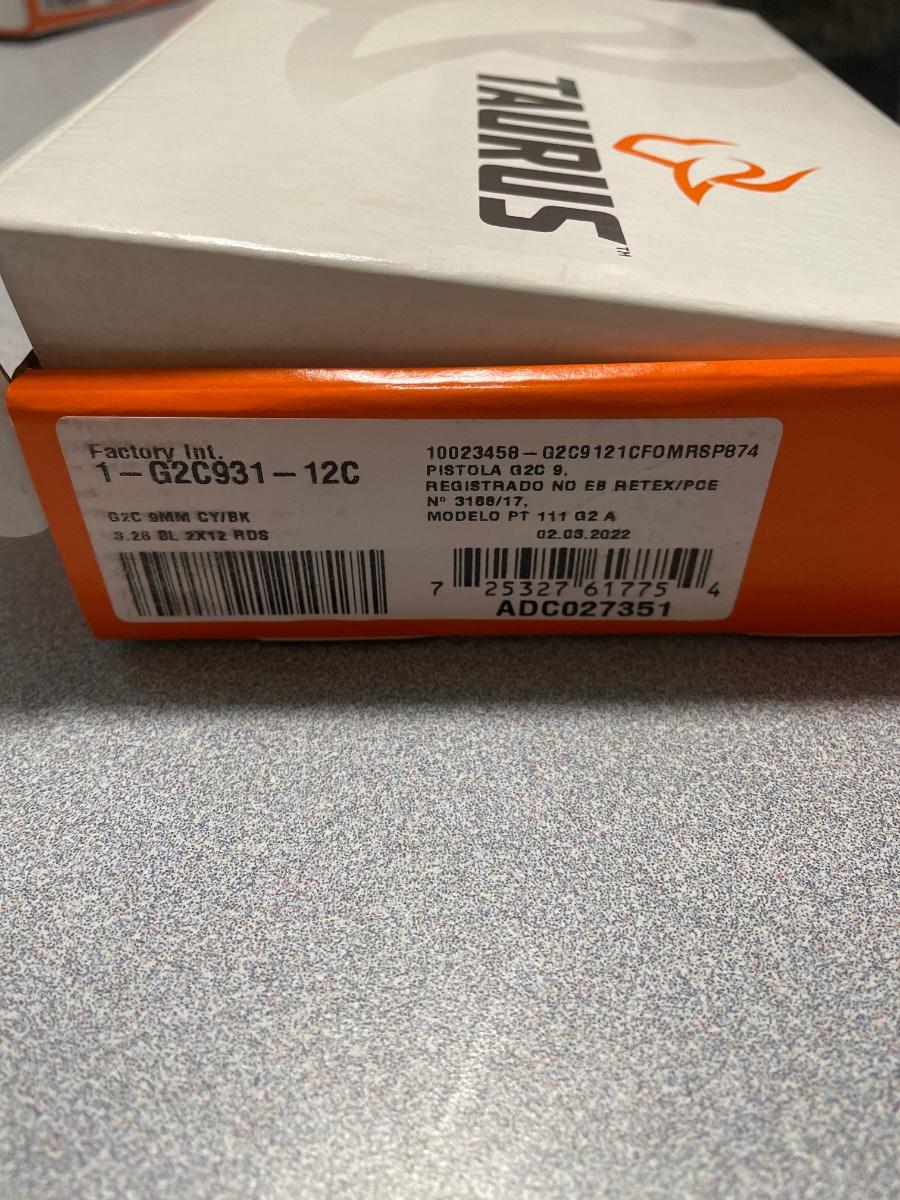 TAURUS™
Factory Int.
1-G2C931-12C
G2C 9MM CY/BK
3.26 BL 2X12 RDS
10023458-G2C9121CFOMRSP874
PISTOLA G2C 9,
REGISTRADO NO EB RETEX/PCE
Nº 3188/17,
MODELO PT 111 G2 A
02.03.2022
7 25327 61775 4
ADC027351